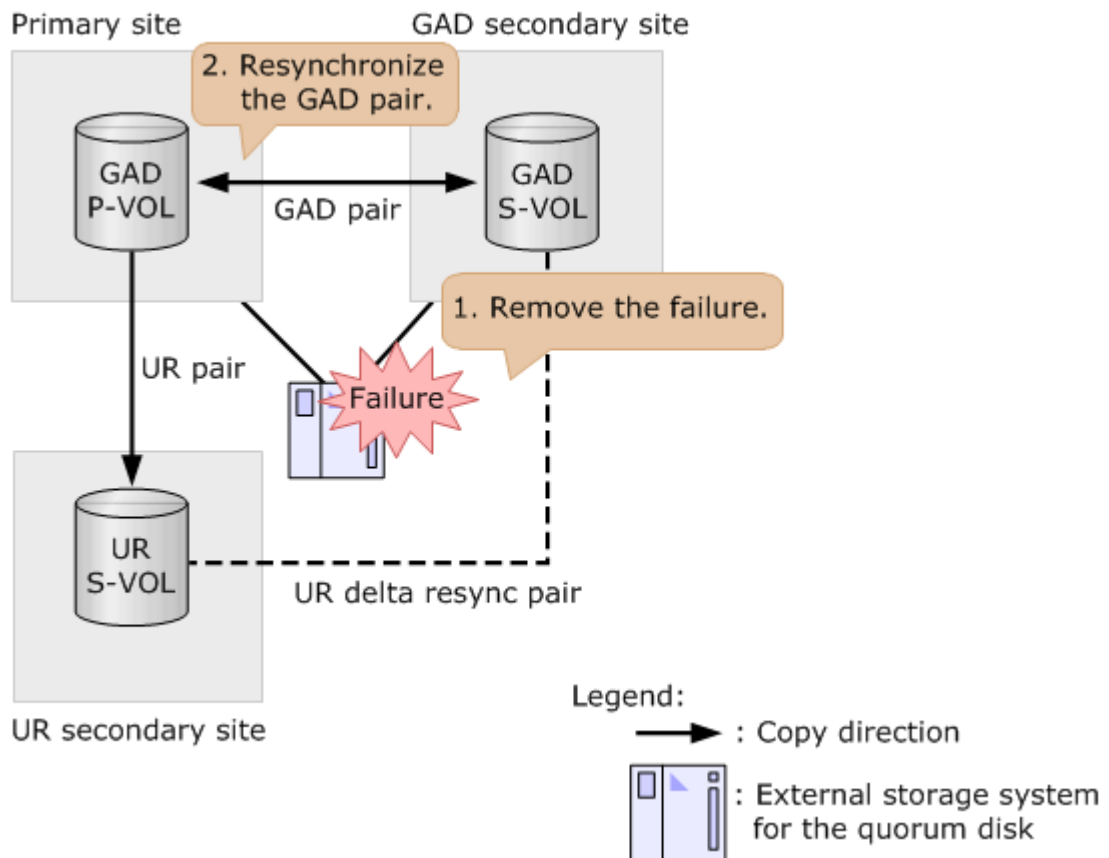 Primary site
GAD secondary site
2. Resynchronize
the GAD pair.
GAD
P-VOL
GAD
S-VOL
GAD pair
1. Remove the failure.
UR pair
Failure
UR
S-VOL
UR delta resync pair
UR secondary site
Legend:
: Copy direction
: External storage system
for the quorum disk